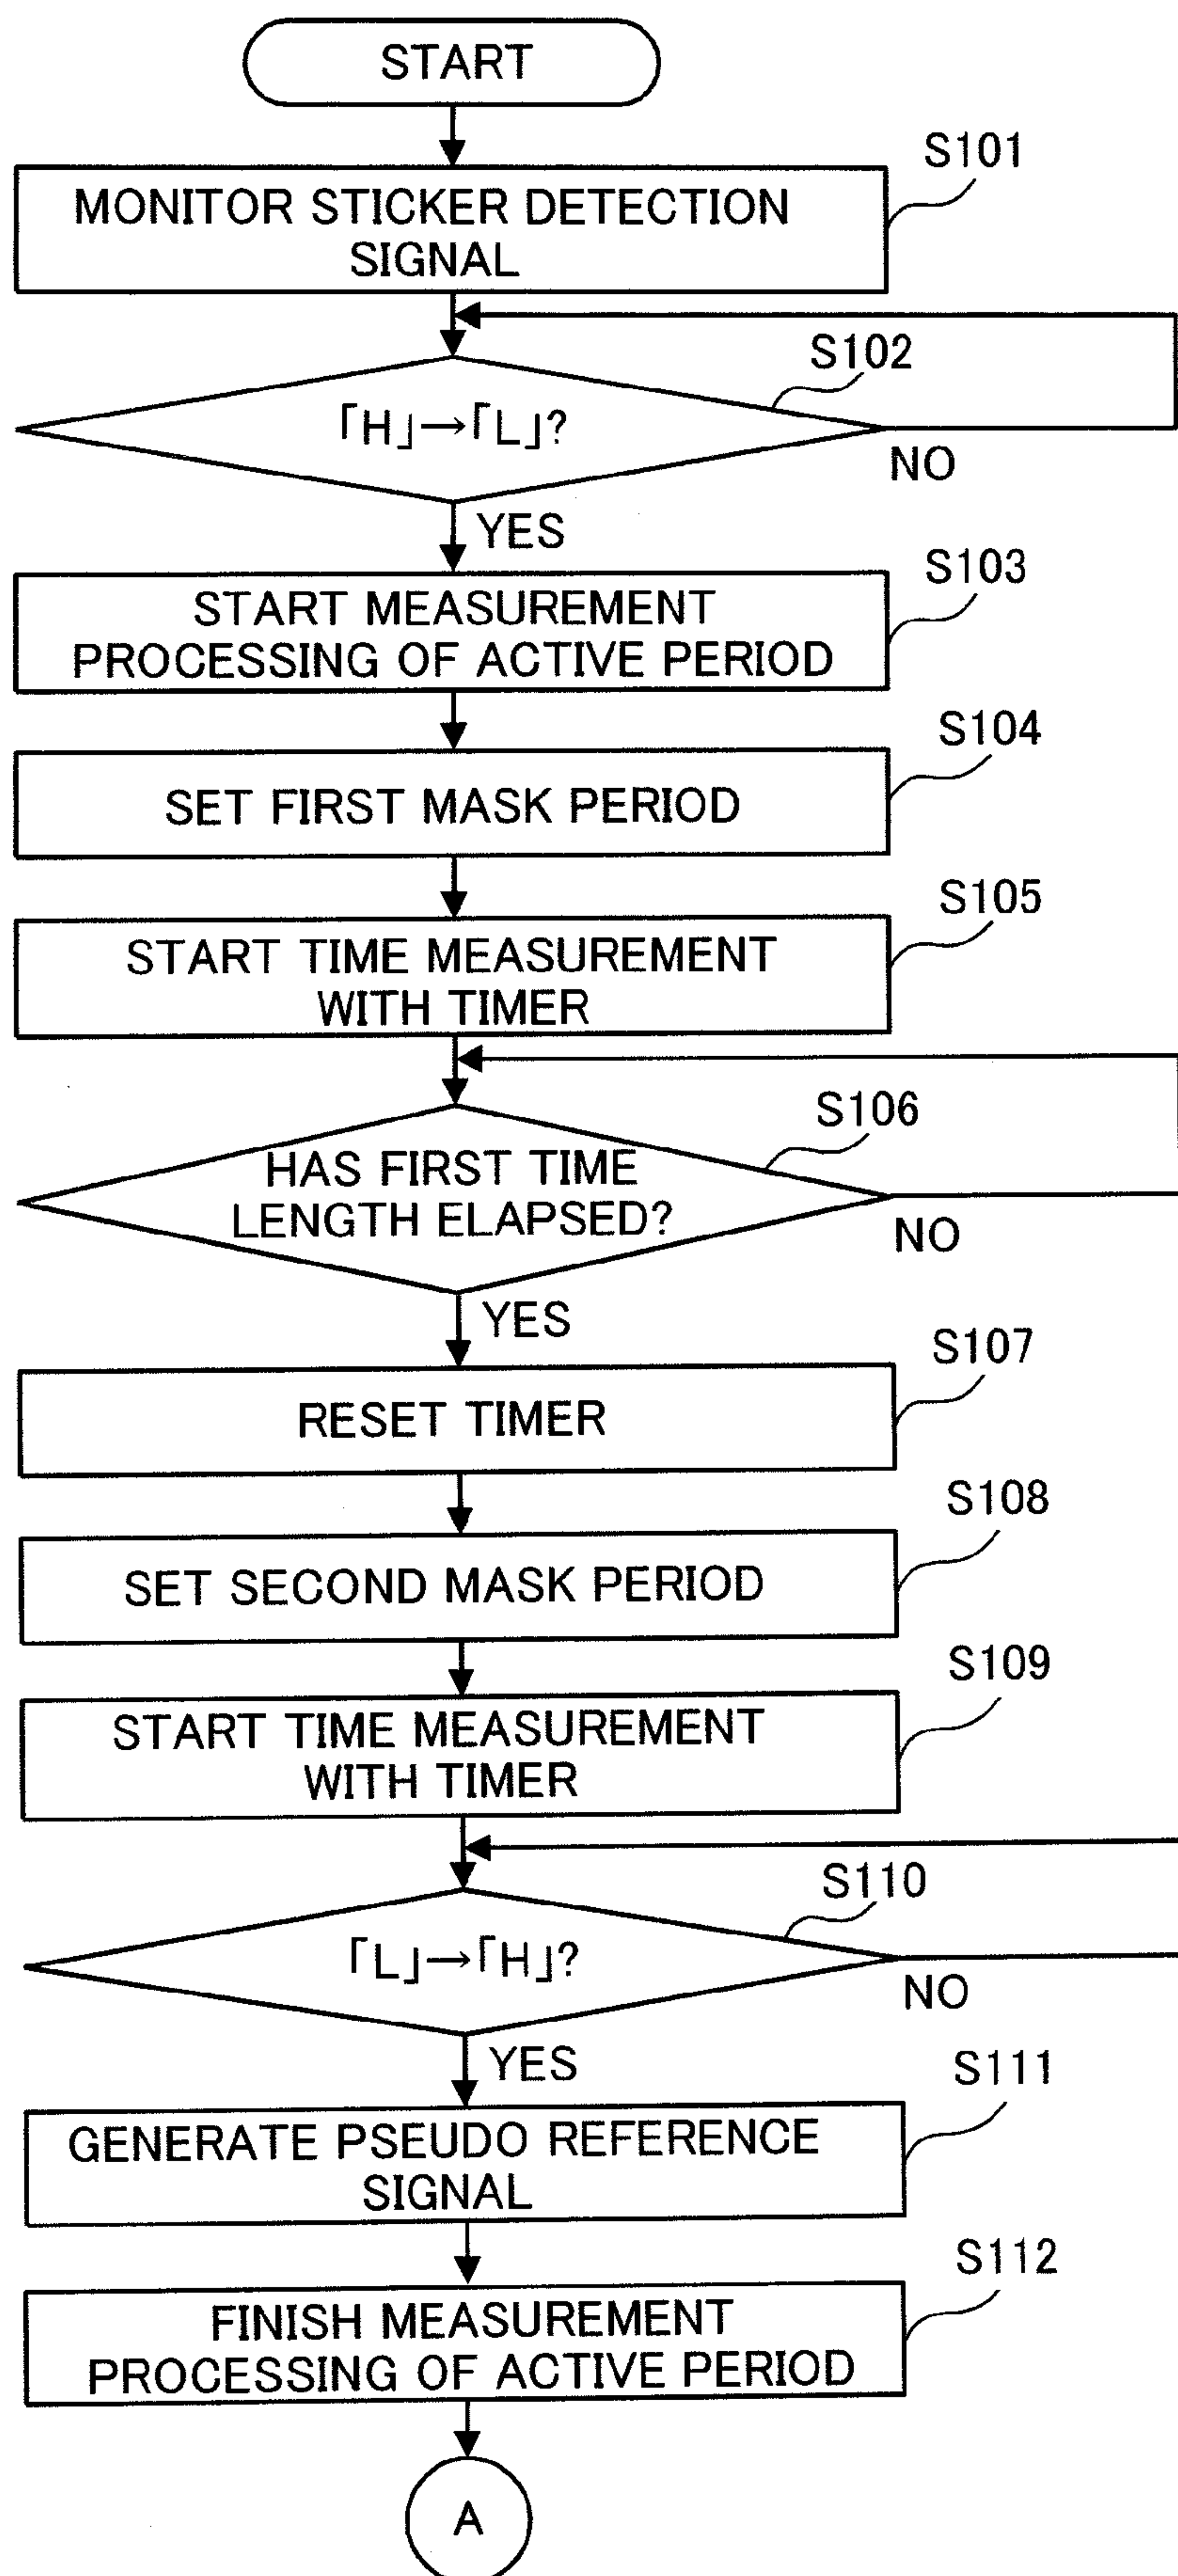 START
S101
MONITOR STICKER DETECTION
SIGNAL
S102
「H」→「L」?
NO
YES
S103
START MEASUREMENT
PROCESSING OF ACTIVE PERIOD
S104
SET FIRST MASK PERIOD
S105
START TIME MEASUREMENT
WITH TIMER
S106
HAS FIRST TIME
LENGTH ELAPSED?
NO
YES
S107
RESET TIMER
S108
SET SECOND MASK PERIOD
S109
START TIME MEASUREMENT
WITH TIMER
S110
「L」→「H」?
NO
YES
S111
GENERATE PSEUDO REFERENCE
SIGNAL
S112
FINISH MEASUREMENT
PROCESSING OF ACTIVE PERIOD
A